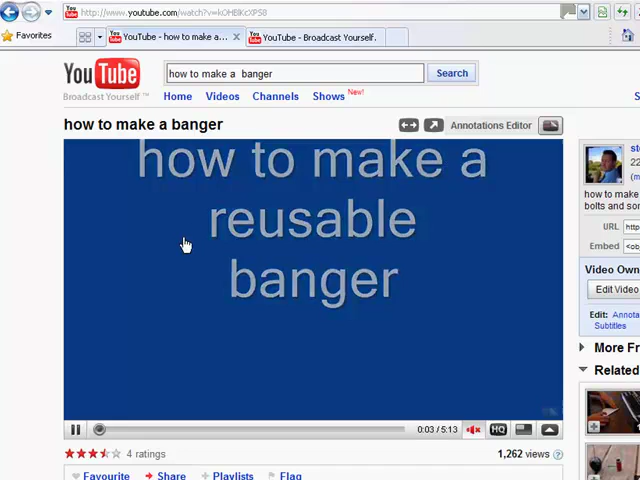 http://www.youtube.com/watch?v=
Favorites
YouTube - how to make a...
YouTube - Broadcast Yourself.
YouTube
how to make a banger
Search
Broadcast Yourself™
Home
Videos
Channels
Shows
New!
how to make a banger
Annotations Editor
how to make a
reusable
banger
how to make
bolts and so
URL
Embed
Video Own
Edit Video
Edit: Annota
Subtitles
More Fr
Related
0:03 / 5:13
HQ
4 ratings
1,262 views
Favourite
Share
Playlists
Flag